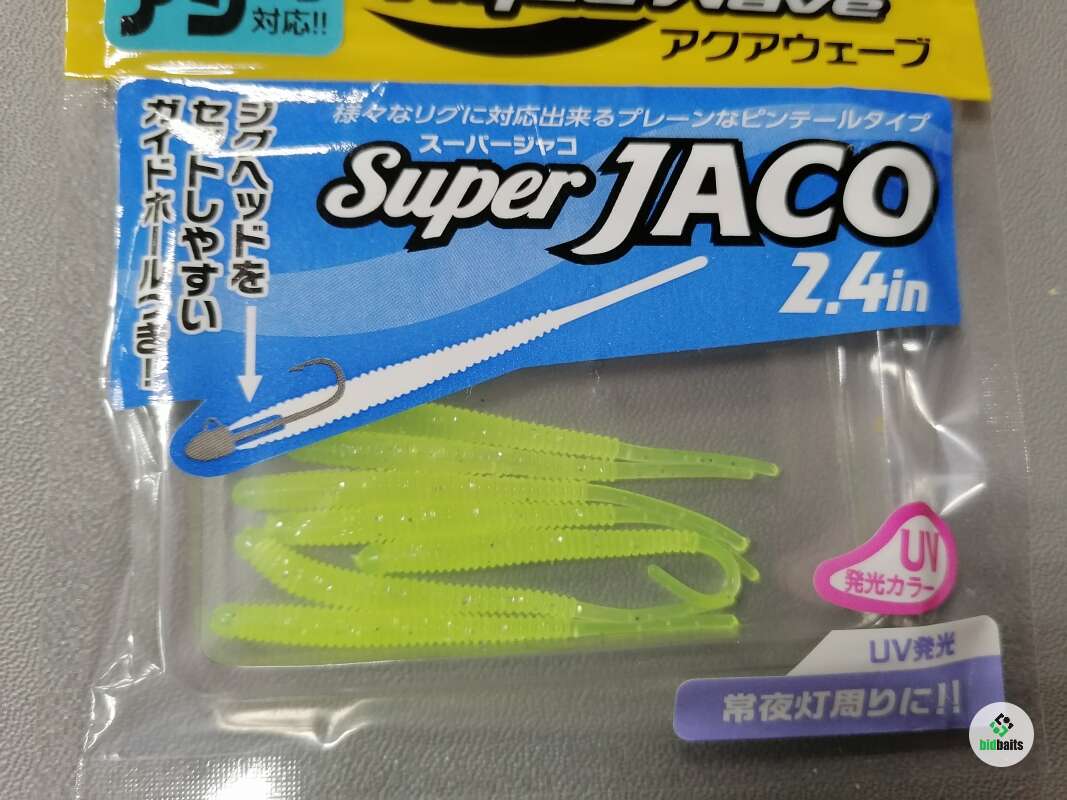 アジ
対応!!
Wave
アクアウェーブ
ジグヘッドを
セットしやすい
ガイドホールつき!
様々なリグに対応出来るプレーンなピンテールタイプ
スーパージャコ
Super JACO
2.4in
UV
発光カラー
UV発光
常夜灯周りに!!
bidbaits